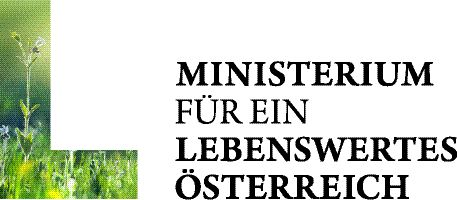 MINISTERIUM
FÜR EIN
LEBENSWERTES
ÖSTERREICH